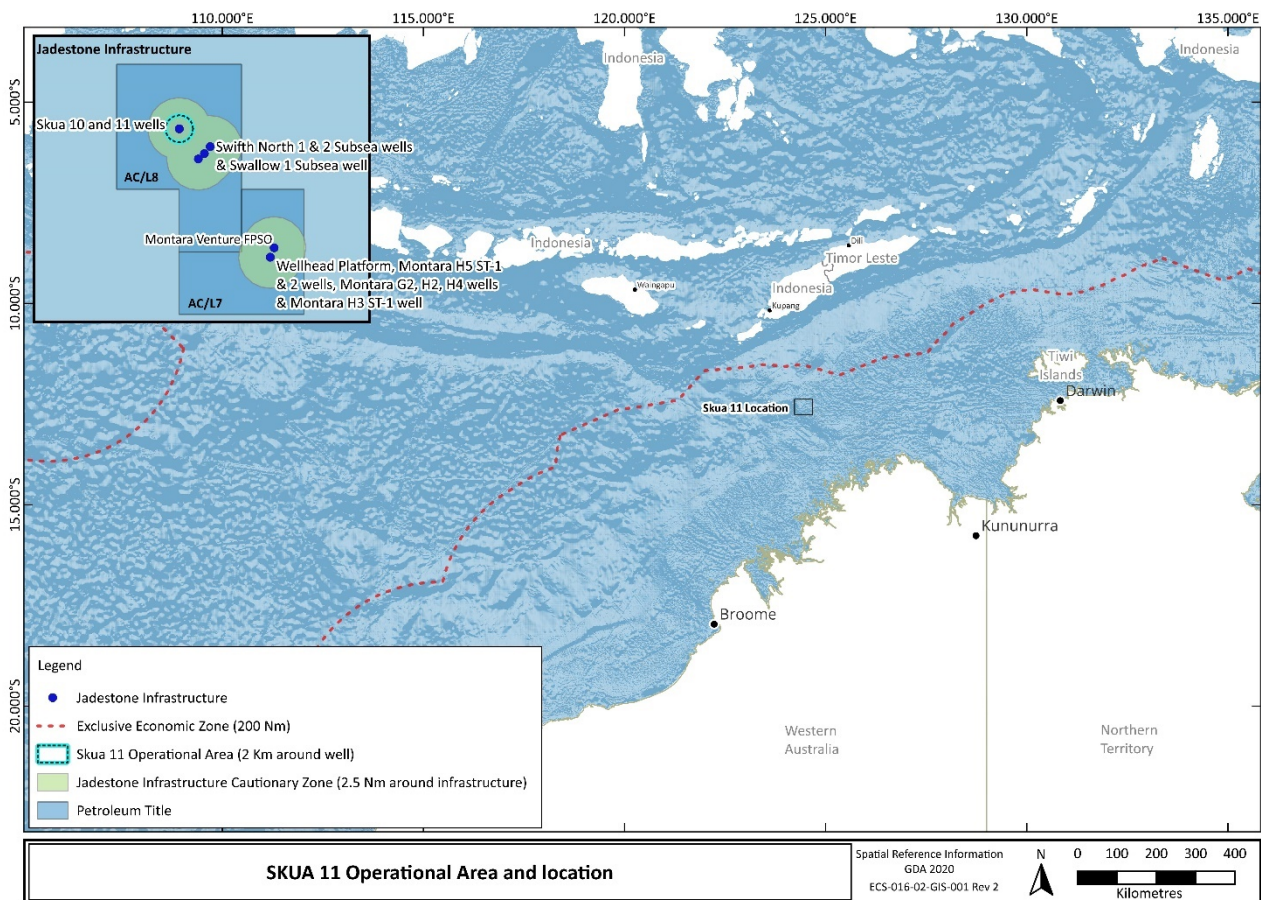 110.000°E
115.000°E
120.000°E
125.000°E
130.000°E
135.000°E
Jadestone Infrastructure
Skua 10 and 11 wells
Swifth North 1 & 2 Subsea wells
& Swallow 1 Subsea well
AC/L8
Montara Venture FPSO
Wellhead Platform, Montara H5 ST-1
& 2 wells, Montara G2, H2, H4 wells
& Montara H3 ST-1 well
AC/L7
5.000°S
10.000°S
15.000°S
20.000°S
Indonesia
Indonesia
Indonesia
Dili
Timor Leste
Waingapu
Indonesia
Kupang
Tiwi
Islands
Darwin
Skua 11 Location
Kununurra
Broome
Western
Australia
Northern
Territory
Legend
Jadestone Infrastructure
Exclusive Economic Zone (200 Nm)
Skua 11 Operational Area (2 Km around well)
Jadestone Infrastructure Cautionary Zone (2.5 Nm around infrastructure)
Petroleum Title
SKUA 11 Operational Area and location
Spatial Reference Information
GDA 2020
ECS-016-02-GIS-001 Rev 2
N
0 100 200 300 400
Kilometres